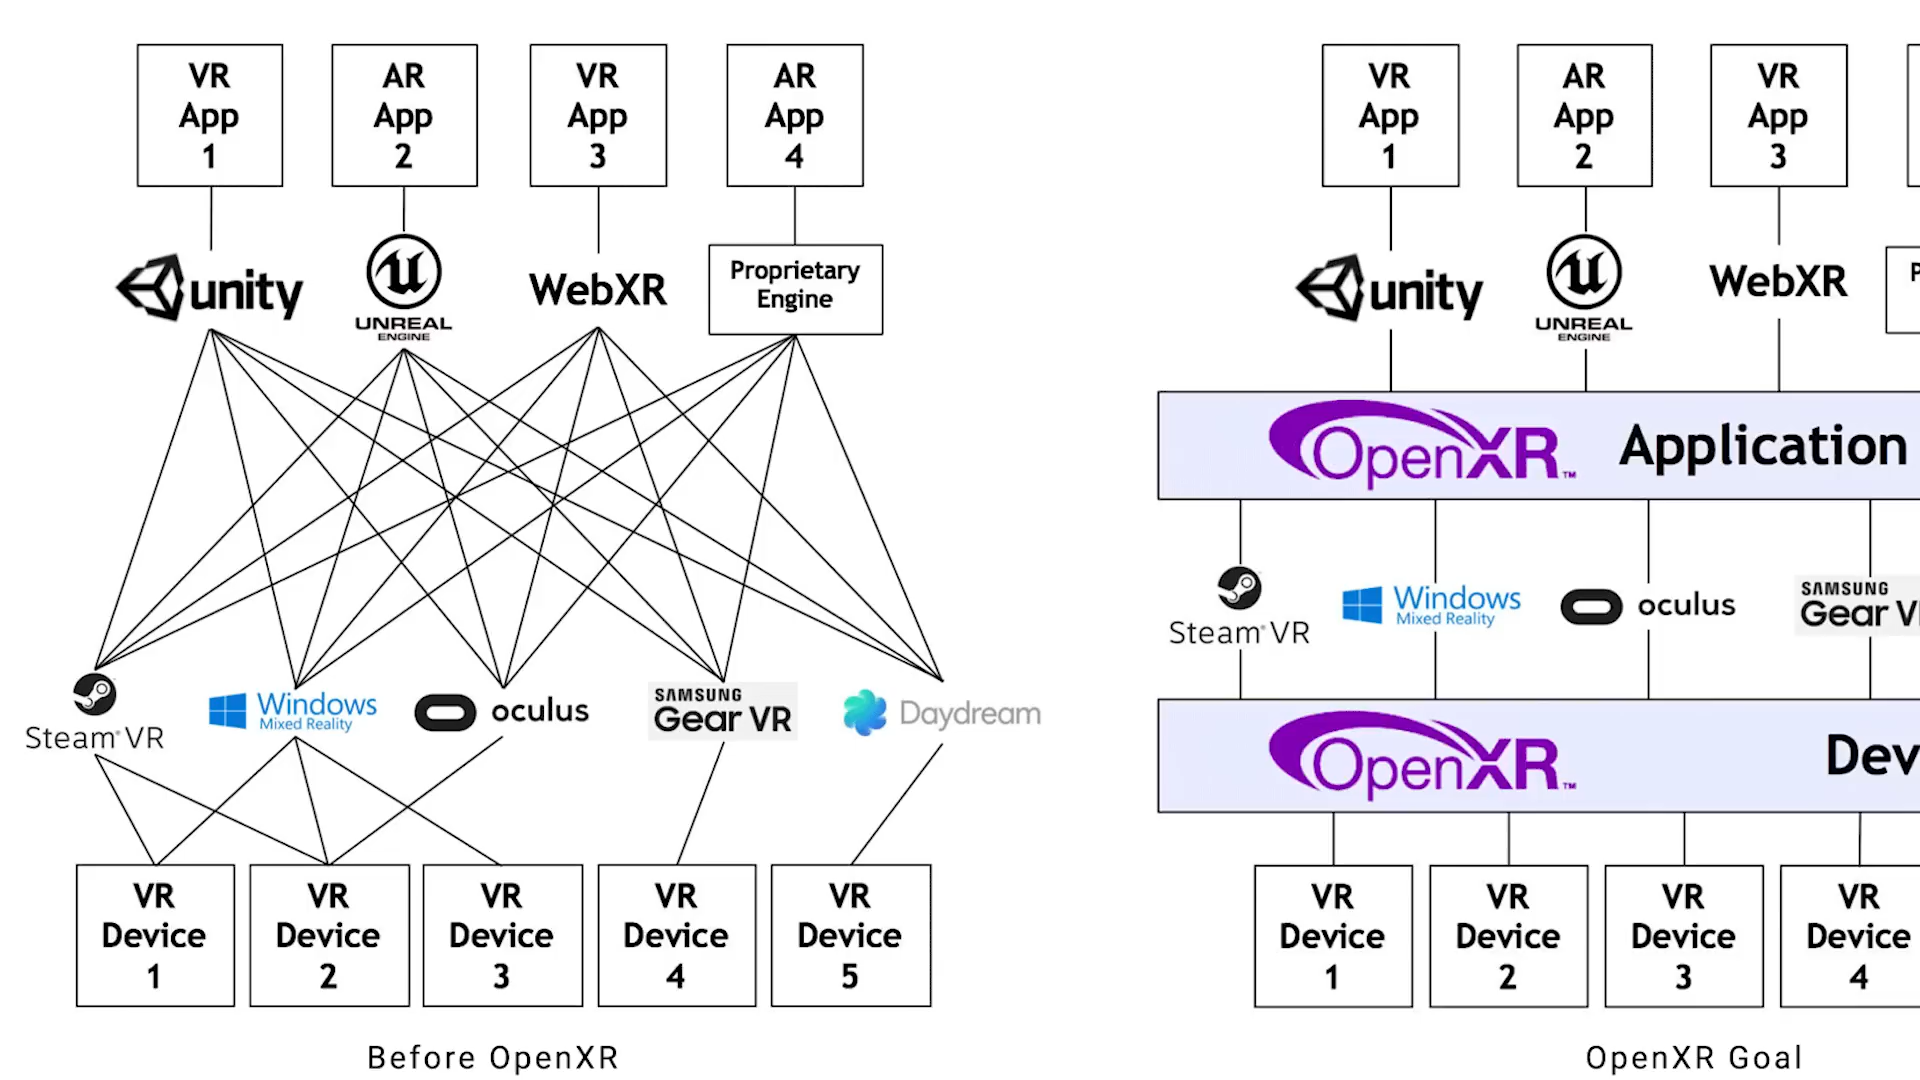 VR
App
1
AR
App
2
VR
App
3
AR
App
4
unity
UNREAL
ENGINE
WebXR
Proprietary
Engine
Steam®VR
Windows
Mixed Reality
oculus
SAMSUNG
Gear VR
Daydream
VR
Device
1
VR
Device
2
VR
Device
3
VR
Device
4
VR
Device
5
Before OpenXR
VR
App
1
AR
App
2
VR
App
3
unity
UNREAL
ENGINE
WebXR
P
OpenXR™ Application
Steam®VR
Windows
Mixed Reality
oculus
SAMSUNG
Gear V
OpenXR™ Dev
VR
Device
1
VR
Device
2
VR
Device
3
VR
Device
4
OpenXR Goal